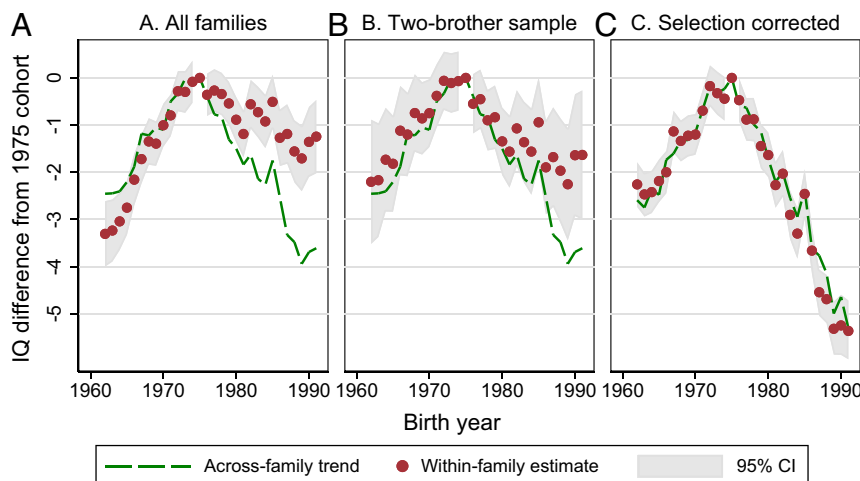 A B C
A. All families B. Two-brother sample C. Selection corrected
IQ difference from 1975 cohort
0
-1
-2
-3
-4
-5
1960 1970 1980 1990 1960 1970 1980 1990 1960 1970 1980 1990
Birth year
Across-family trend Within-family estimate 95% CI